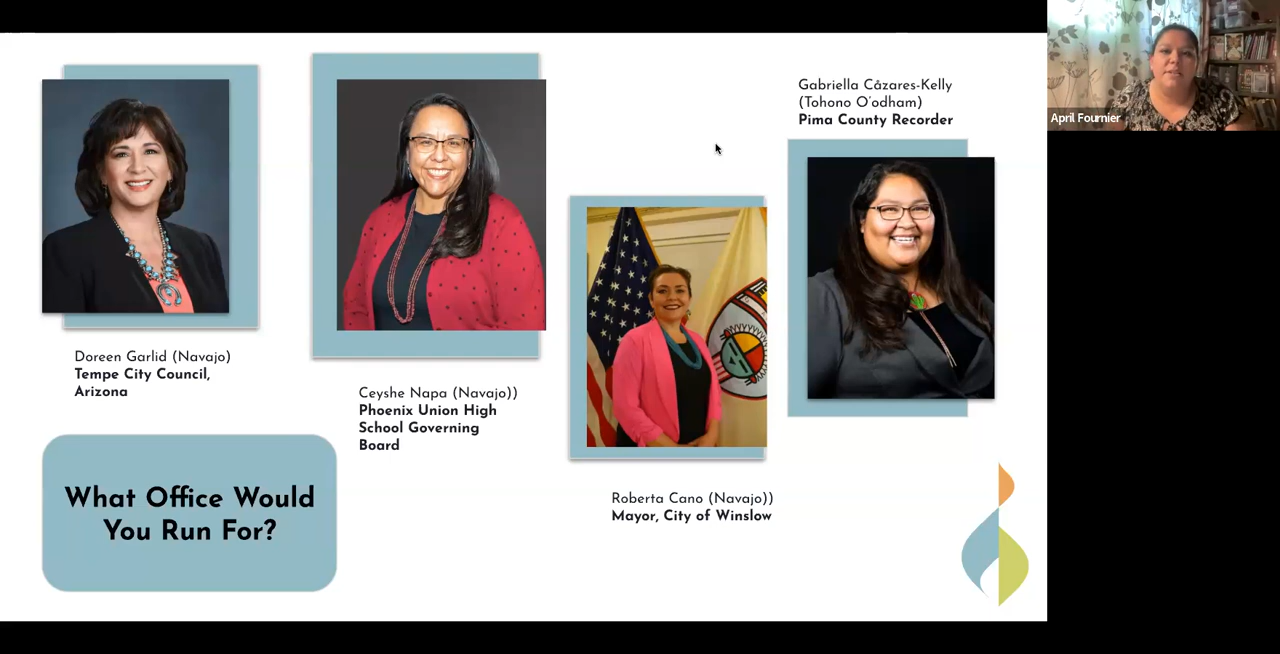 Gabriella Cåzares-Kelly
(Tohono O'odham)
Pima County Recorder
April Fournier
Doreen Garlid (Navajo)
Tempe City Council,
Arizona
Ceyshe Napa (Navajo))
Phoenix Union High
School Governing
Board
Roberta Cano (Navajo))
Mayor, City of Winslow
What Office Would
You Run For?